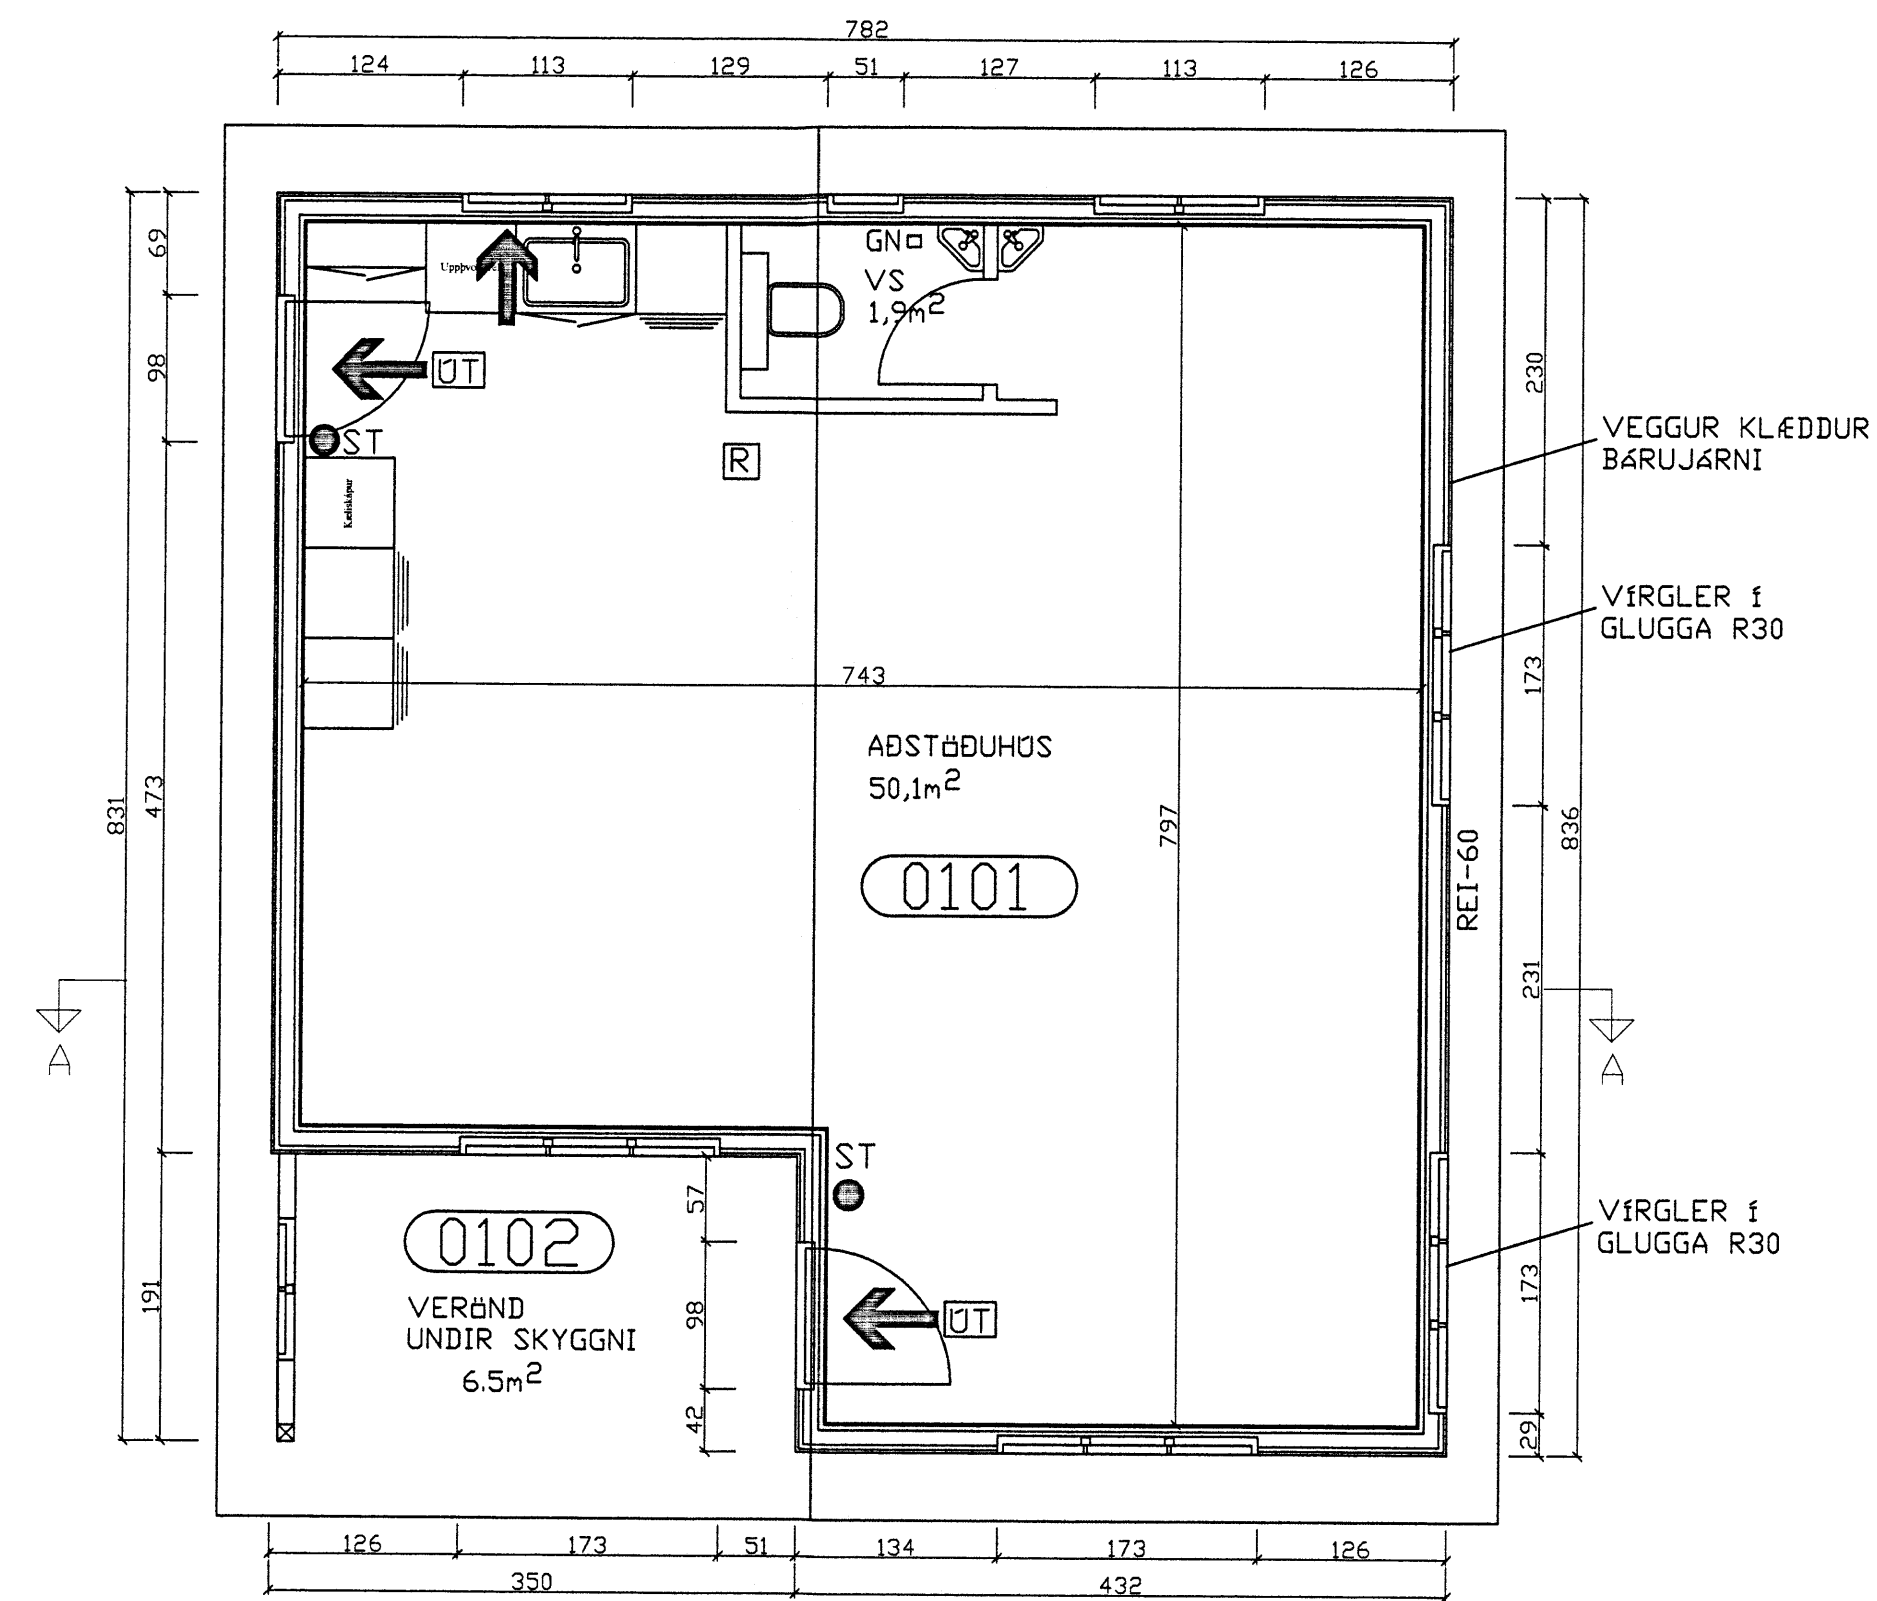 782
124 113 129 51 127 113 126
69
98
473
831
191
Uppþvo
GN
VS
1,9m²
ÚT
ST
Kæliskápur
R
743
797
AÐSTÖÐUHÚS
50,1m²
0101
230
173
231
173
29
836
VEGGUR KLÆDDUR
BÁRUJÁRNI
VÍRGLER Í
GLUGGA R30
REI-60
A
A
ST
57
98
42
0102
VERÖND
UNDIR SKYGGNI
6.5m²
ÚT
VÍRGLER Í
GLUGGA R30
126 173 51 134 173 126
350 432